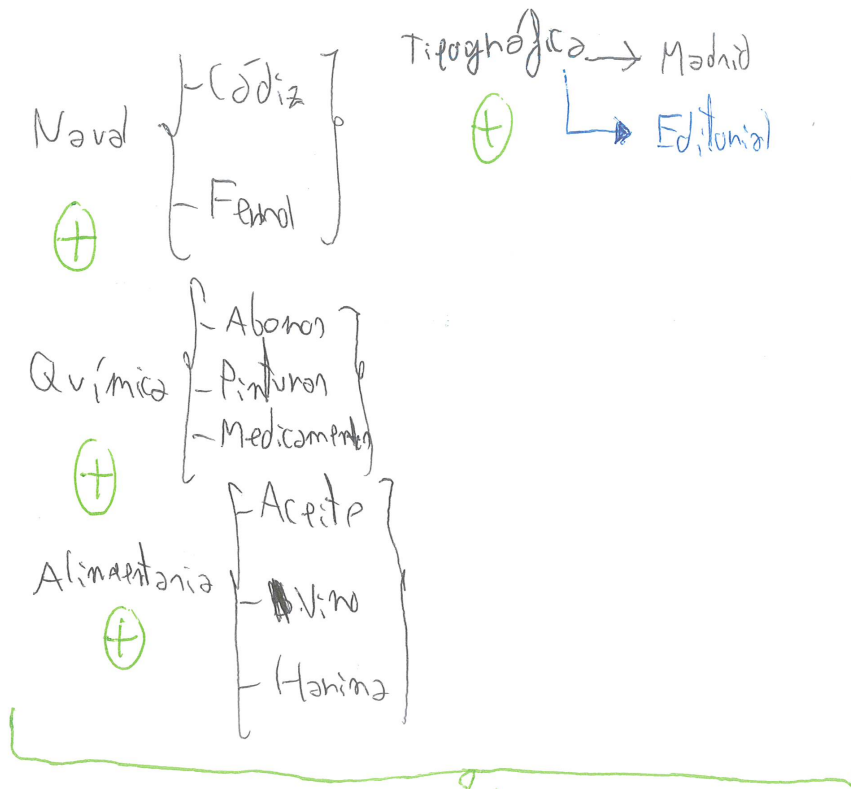 Naval
- Cádiz
- Ferrol
+
Química
- Abonos
- Pinturas
- Medicamentos
+
Alimentaria
- Aceite
- Vino
- Harina
+
Tipográfica → Madrid
Editorial
+